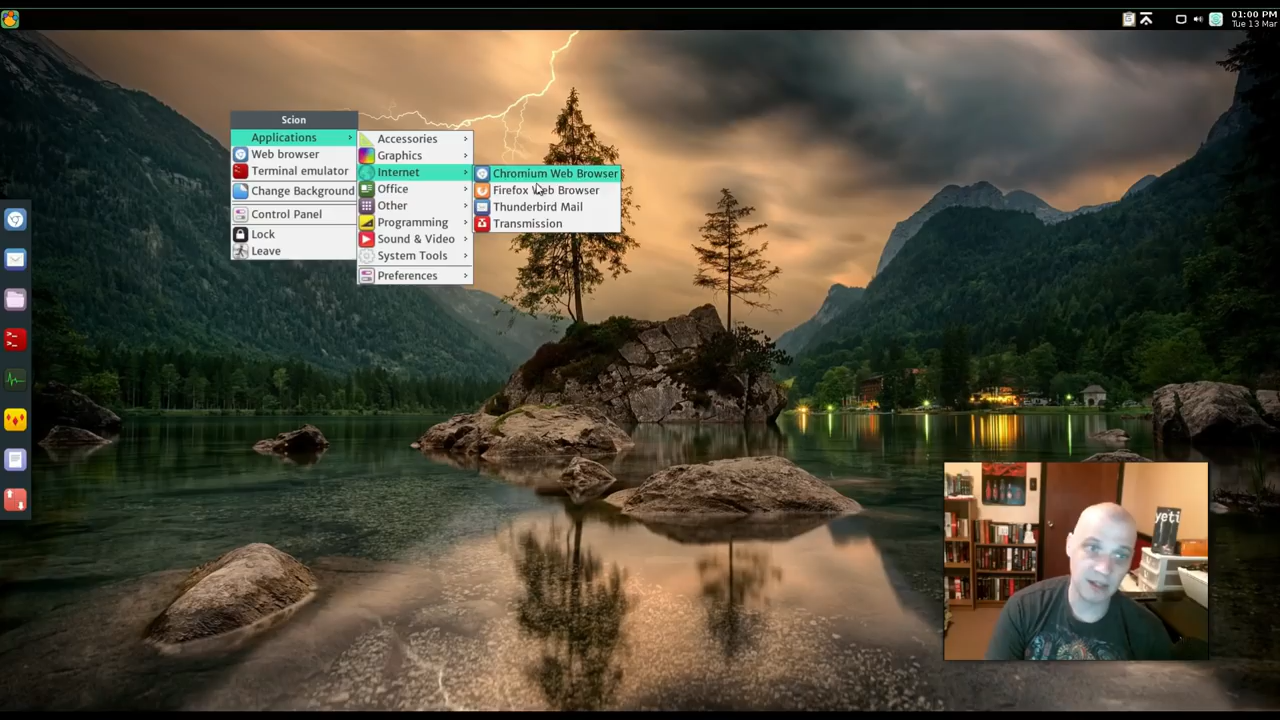 01:00 PM
Tue 13 Mar
Scion
Applications
Web browser
Terminal emulator
Change Background
Control Panel
Lock
Leave
Accessories
Graphics
Internet
Office
Other
Programming
Sound & Video
System Tools
Preferences
Chromium Web Browser
Firefox Web Browser
Thunderbird Mail
Transmission
yeti